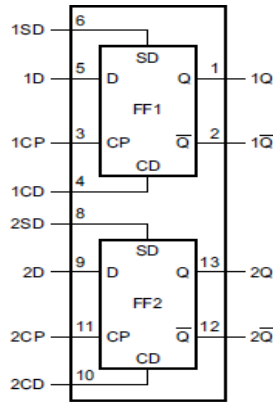 1SD 6
SD
1D 5 D Q 1 1Q
FF1
1CP 3 CP Q̅ 2 1Q̅
CD
1CD 4
2SD 8
SD
2D 9 D Q 13 2Q
FF2
2CP 11 CP Q̅ 12 2Q̅
CD
2CD 10